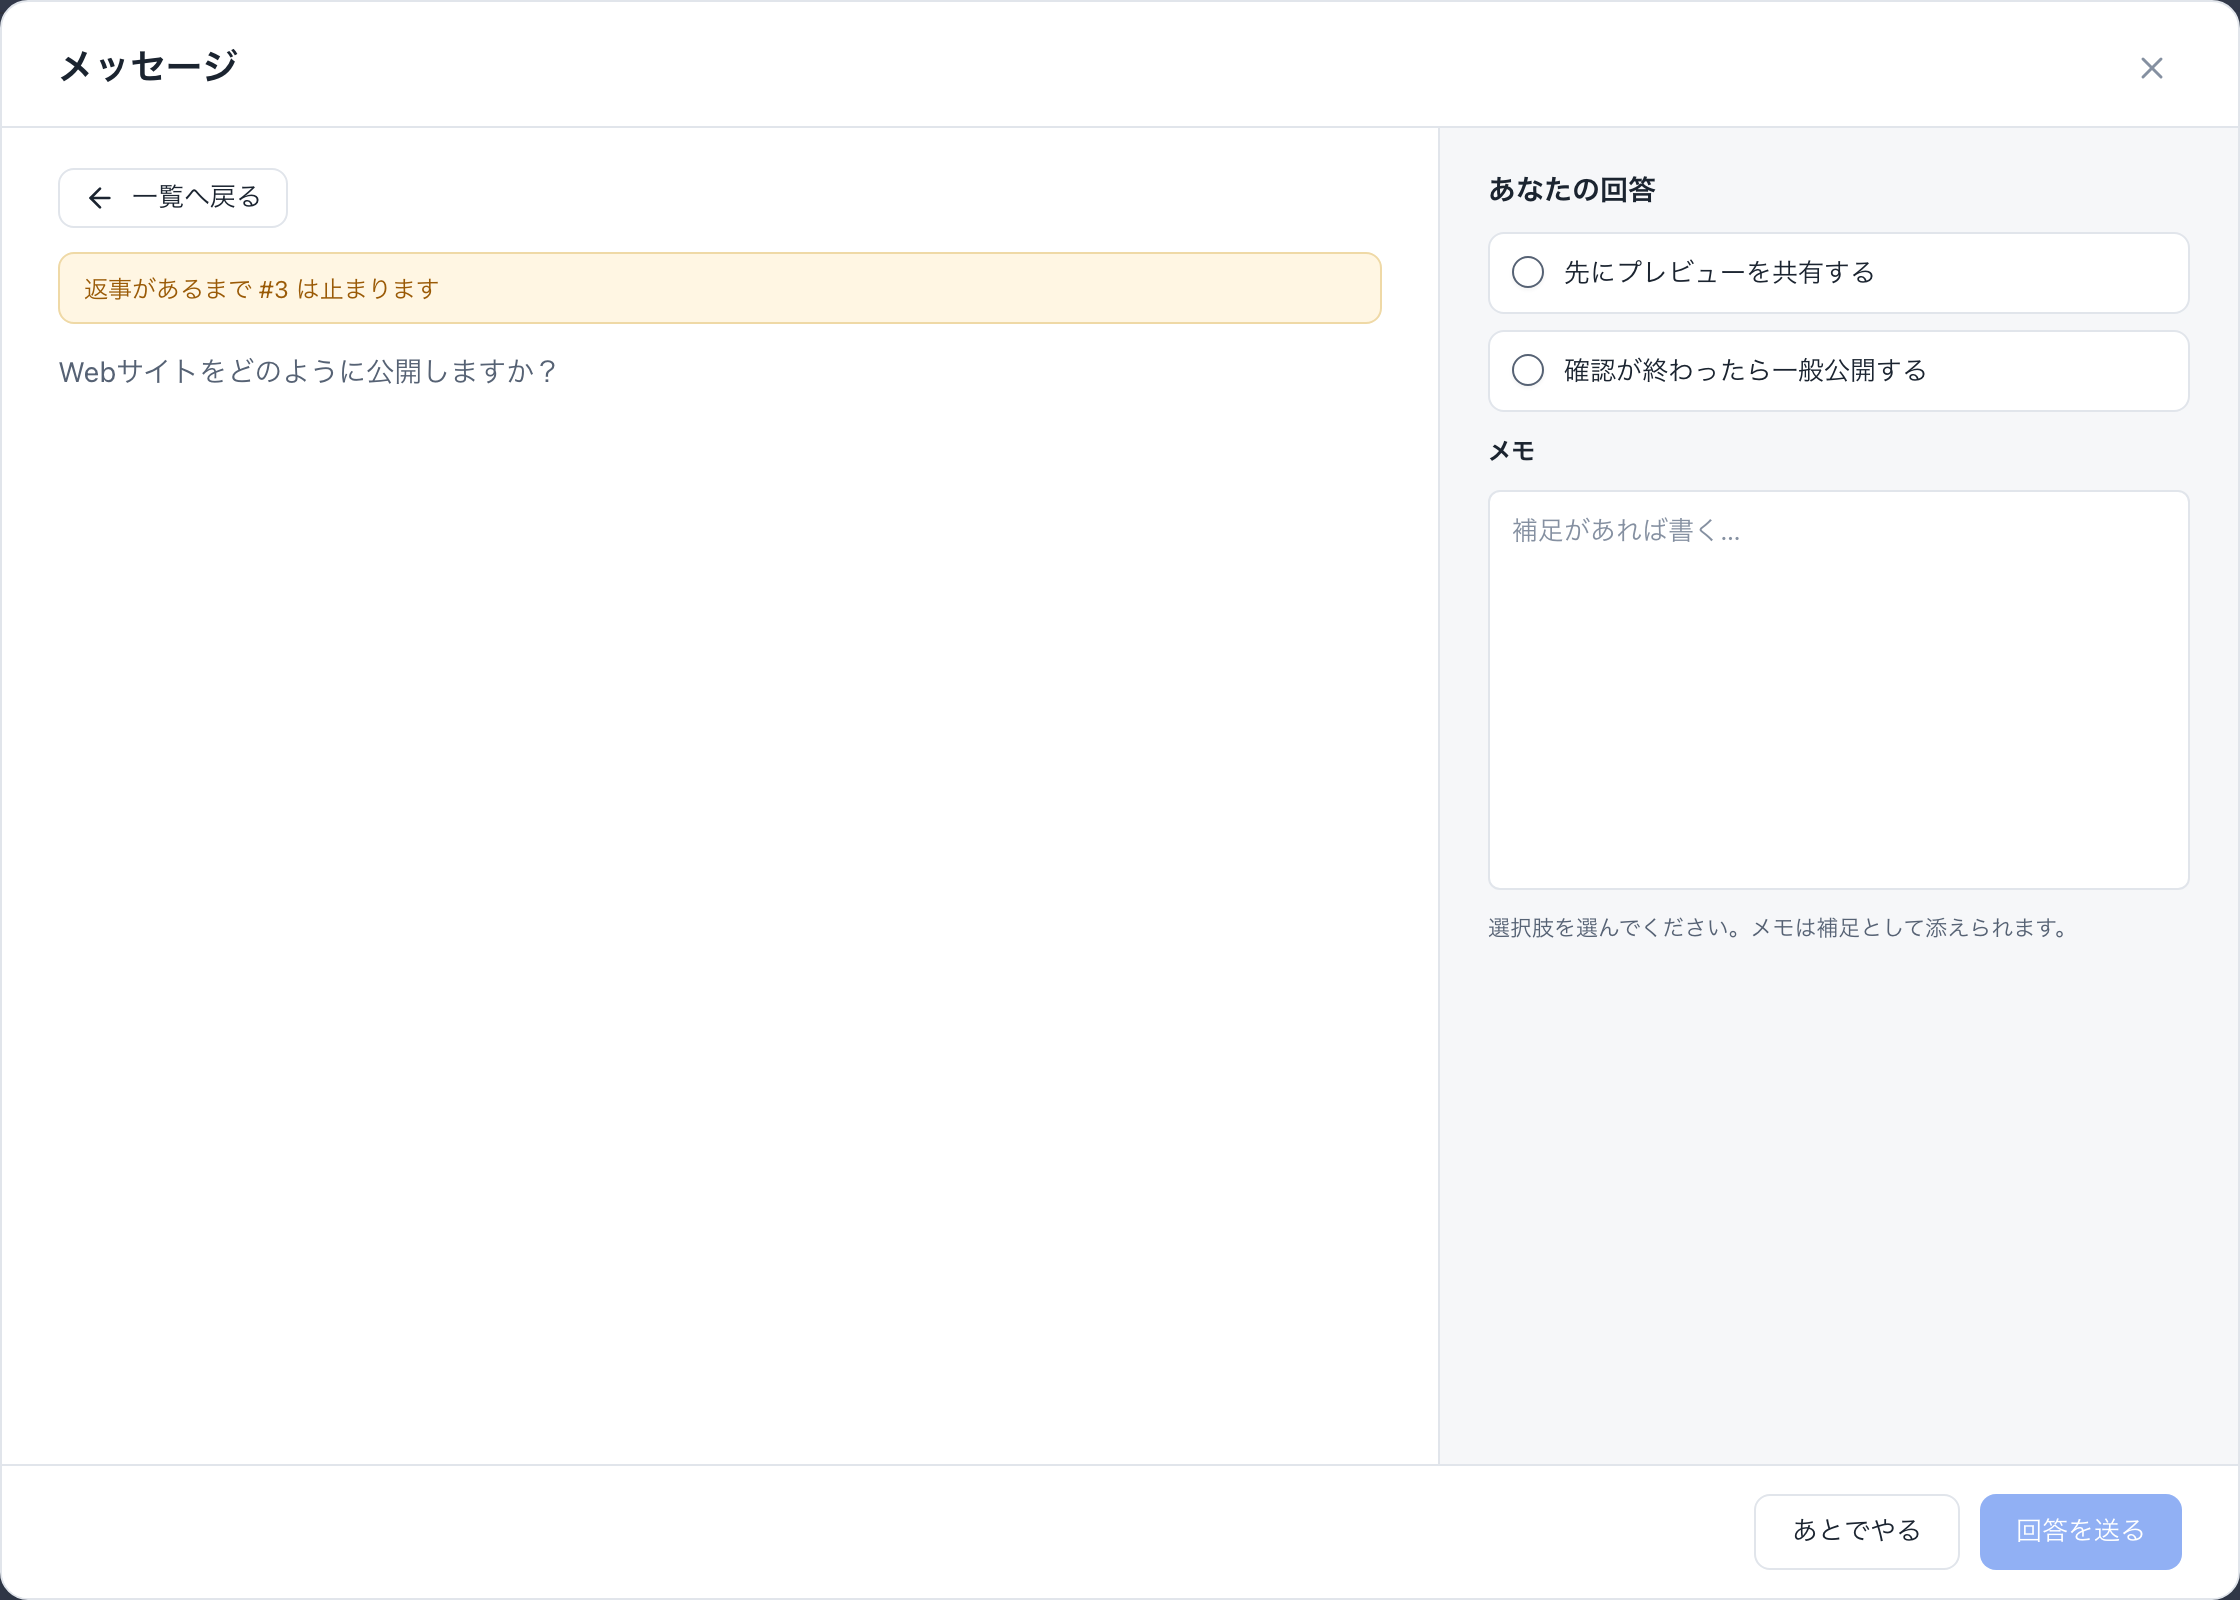 メッセージ
一覧へ戻る
返事があるまで #3 は止まります
Webサイトをどのように公開しますか？
あなたの回答
先にプレビューを共有する
確認が終わったら一般公開する
メモ
補足があれば書く...
選択肢を選んでください。メモは補足として添えられます。
あとでやる
回答を送る